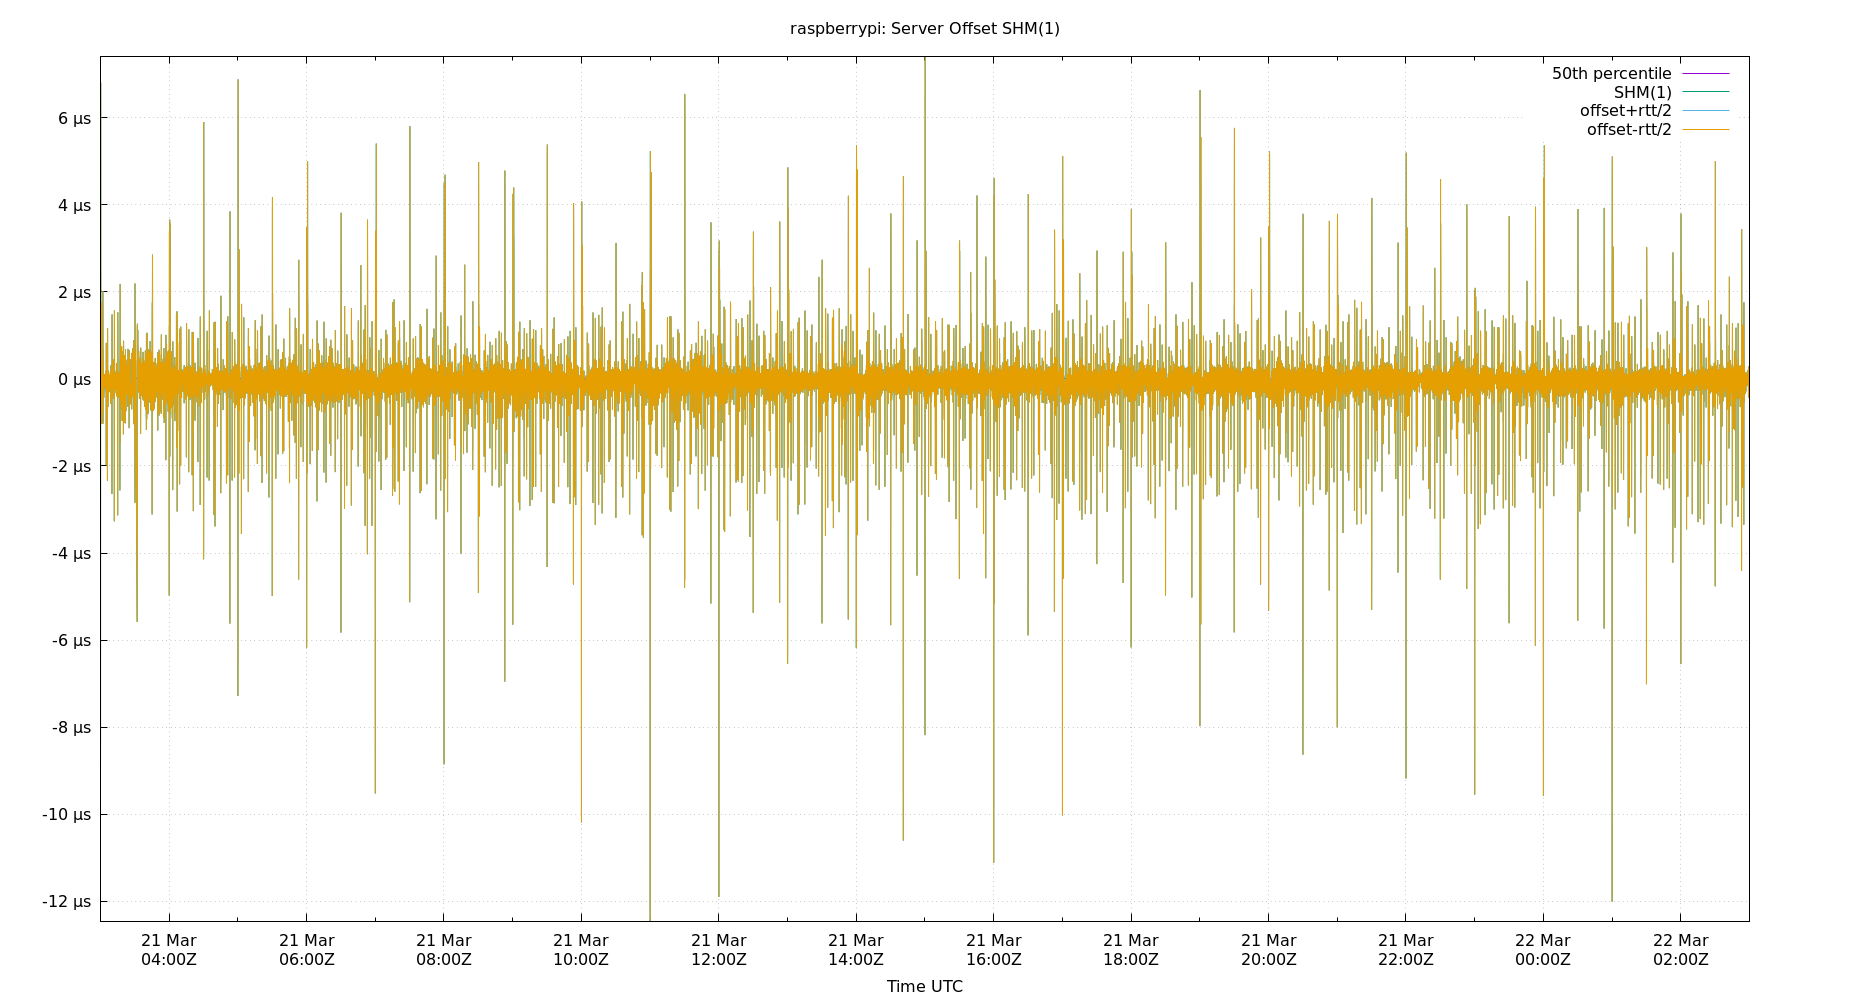 raspberrypi: Server Offset SHM(1)
50th percentile
SHM(1)
offset+rtt/2
offset-rtt/2
6 µs
4 µs
2 µs
0 µs
-2 µs
-4 µs
-6 µs
-8 µs
-10 µs
-12 µs
21 Mar 21 Mar 21 Mar 21 Mar 21 Mar 21 Mar 21 Mar 21 Mar 21 Mar 21 Mar 22 Mar 22 Mar
04:00Z 06:00Z 08:00Z 10:00Z 12:00Z 14:00Z 16:00Z 18:00Z 20:00Z 22:00Z 00:00Z 02:00Z
Time UTC